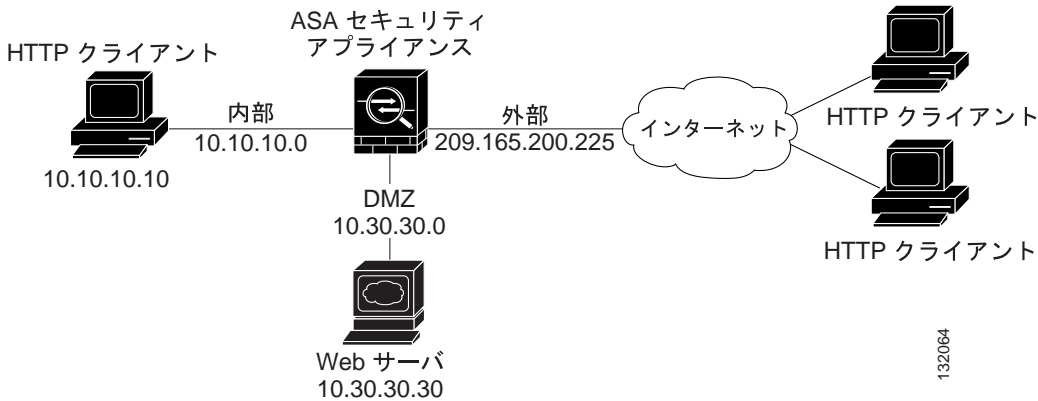 ASA セキュリティ
アプライアンス
HTTP クライアント
内部
10.10.10.0
外部
209.165.200.225
インターネット
HTTP クライアント
10.10.10.10
DMZ
10.30.30.0
HTTP クライアント
Web サーバ
10.30.30.30
132064